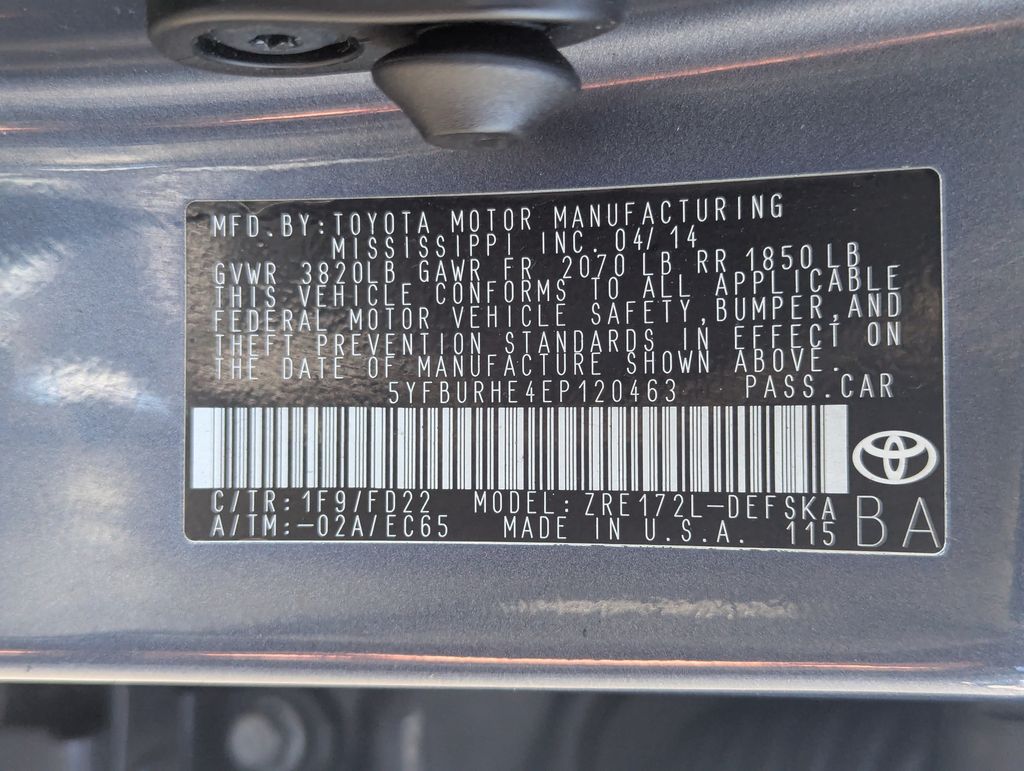 MFD.BY:TOYOTA MOTOR MANUFACTURING
MISSISSIPPI INC. 04/14
GVWR 3820LB GAWR FR 2070 LB RR 1850 LB
THIS VEHICLE CONFORMS TO ALL APPLICABLE
FEDERAL MOTOR VEHICLE SAFETY,BUMPER,AND
THEFT PREVENTION STANDARDS IN EFFECT ON
THE DATE OF MANUFACTURE SHOWN ABOVE.
5YFBURHE4EP120463 PASS.CAR
C/TR:1F9/FD22 MODEL:ZRE172L-DEFSKA
A/TM:-02A/EC65 MADE IN U.S.A. 115
BA